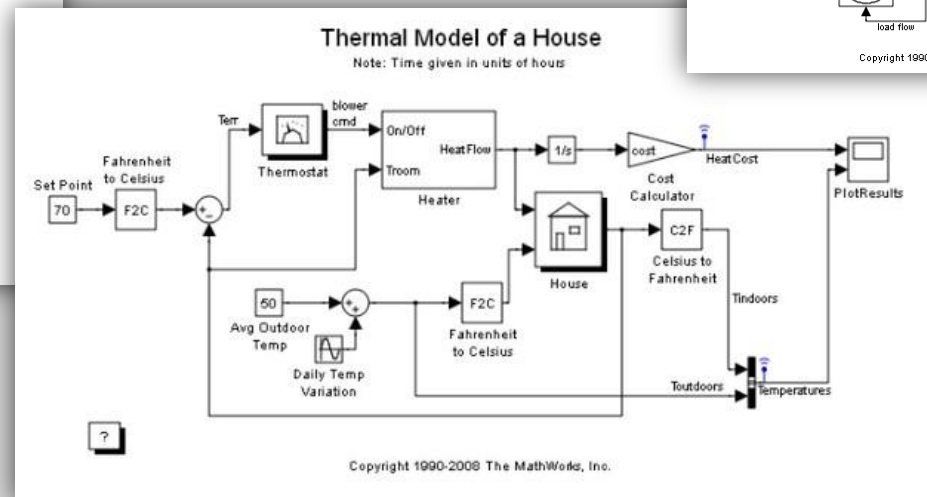 load flow
Copyright 1990
Thermal Model of a House
Note: Time given in units of hours
Set Point
70
Fahrenheit
to Celsius
F2C
Terr
Thermostat
blower
cmd
On/Off
Troom
HeatFlow
Heater
1/s
cost
Cost
Calculator
HeatCost
PlotResults
House
C2F
Celsius to
Fahrenheit
Tindoors
50
Avg Outdoor
Temp
Daily Temp
Variation
F2C
Fahrenheit
to Celsius
Toutdoors
Temperatures
?
Copyright 1990-2008 The MathWorks, Inc.